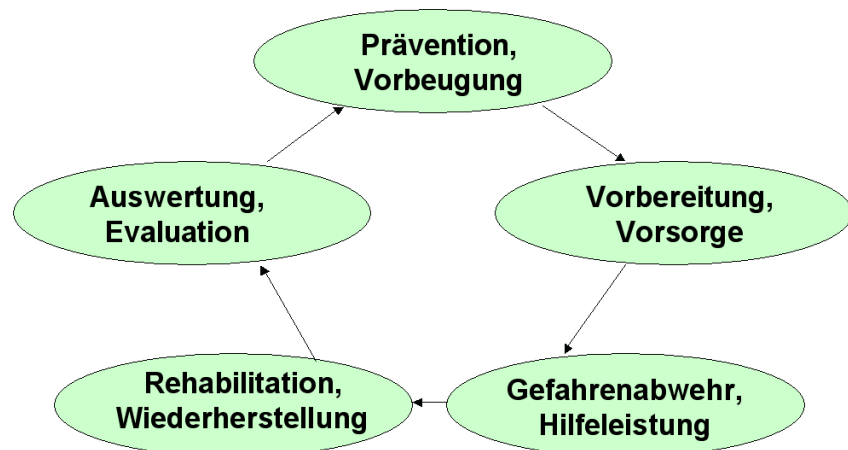 Prävention,
Vorbeugung
Vorbereitung,
Vorsorge
Gefahrenabwehr,
Hilfeleistung
Rehabilitation,
Wiederherstellung
Auswertung,
Evaluation